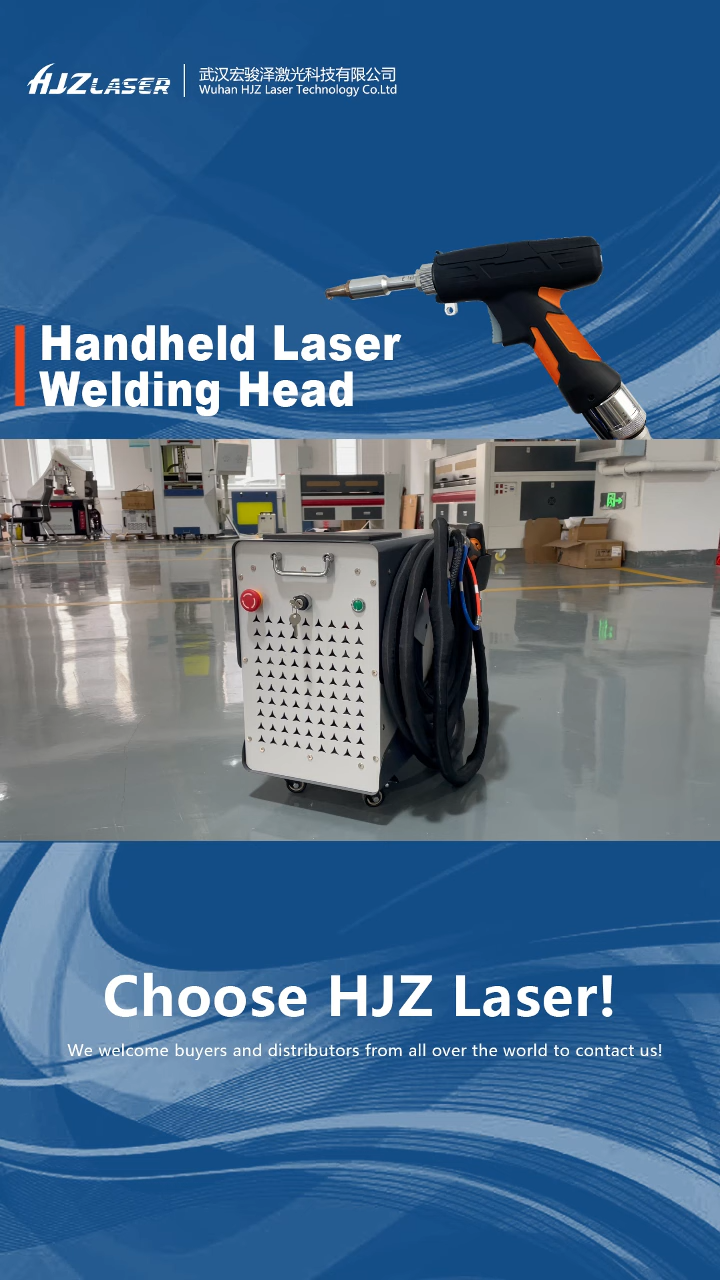 HJZ LASER
武汉宏骏泽激光科技有限公司
Wuhan HJZ Laser Technology Co.Ltd
Handheld Laser
Welding Head
Choose HJZ Laser!
We welcome buyers and distributors from all over the world to contact us!